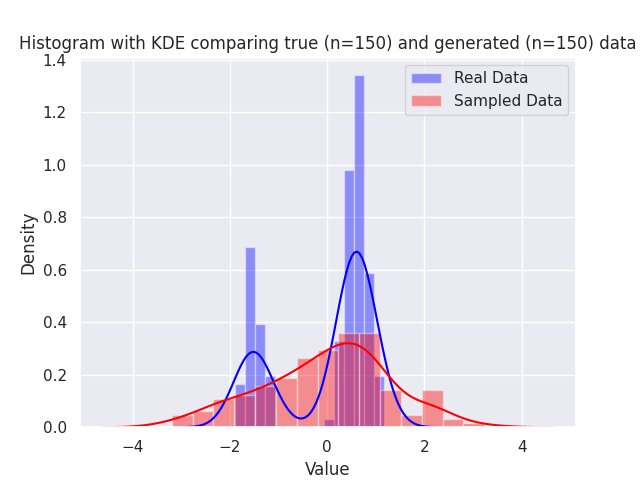 Histogram with KDE comparing true (n=150) and generated (n=150) data
1.4
1.2
1.0
0.8
0.6
0.4
0.2
0.0
Density
Real Data
Sampled Data
−4
−2
0
2
4
Value